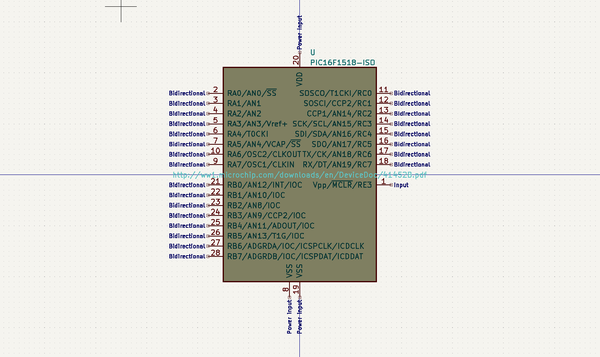 Power Input
20
U
PIC16F1518-ISO
VDD
Bidirectional 2 RA0/AN0/SS SDSCO/T1CKI/RC0 11 Bidirectional
Bidirectional 3 RA1/AN1 SOSCI/CCP2/RC1 12 Bidirectional
Bidirectional 4 RA2/AN2 CCP1/AN14/RC2 13 Bidirectional
Bidirectional 5 RA3/AN3/Vref+ SCK/SCL/AN15/RC3 14 Bidirectional
Bidirectional 6 RA4/TOCKI SDI/SDA/AN16/RC4 15 Bidirectional
Bidirectional 7 RA5/AN4/VCAP/SS SDO/AN17/RC5 16 Bidirectional
Bidirectional 10 RA6/OSC2/CLKOUT TX/CK/AN18/RC6 17 Bidirectional
Bidirectional 9 RA7/OSC1/CLKIN RX/DT/AN19/RC7 18 Bidirectional
http://ww1.microchip.com/downloads/en/DeviceDoc/41452B.pdf
Bidirectional 21 RB0/AN12/INT/IOC Vpp/MCLR/RE3 1 Input
Bidirectional 22 RB1/AN10/IOC
Bidirectional 23 RB2/AN8/IOC
Bidirectional 24 RB3/AN9/CCP2/IOC
Bidirectional 25 RB4/AN11/ADOUT/IOC
Bidirectional 26 RB5/AN13/T1G/IOC
Bidirectional 27 RB6/ADGRDA/IOC/ICSPCLK/ICDCLK
Bidirectional 28 RB7/ADGRDB/IOC/ICSPDAT/ICDDAT
VSS VSS
8 19
Power Input Power Input